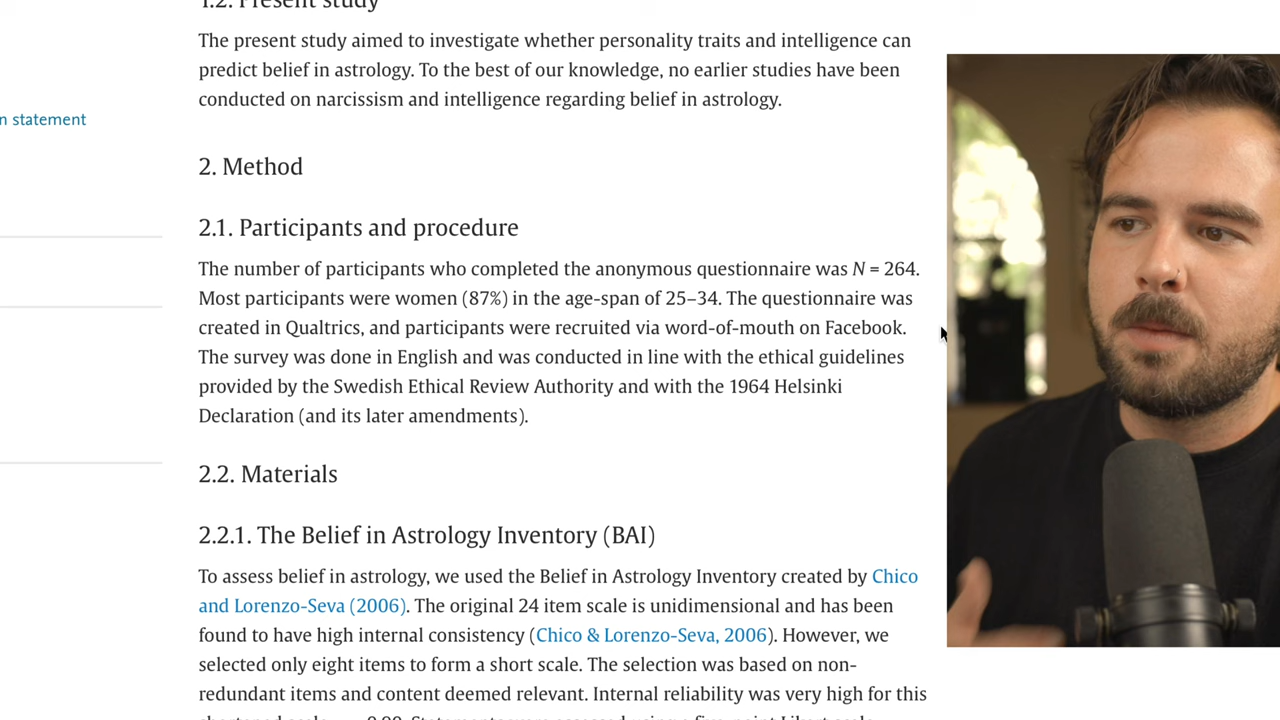 1.2. Present study
The present study aimed to investigate whether personality traits and intelligence can
predict belief in astrology. To the best of our knowledge, no earlier studies have been
conducted on narcissism and intelligence regarding belief in astrology.
n statement
2. Method
2.1. Participants and procedure
The number of participants who completed the anonymous questionnaire was N = 264.
Most participants were women (87%) in the age-span of 25–34. The questionnaire was
created in Qualtrics, and participants were recruited via word-of-mouth on Facebook.
The survey was done in English and was conducted in line with the ethical guidelines
provided by the Swedish Ethical Review Authority and with the 1964 Helsinki
Declaration (and its later amendments).
2.2. Materials
2.2.1. The Belief in Astrology Inventory (BAI)
To assess belief in astrology, we used the Belief in Astrology Inventory created by Chico
and Lorenzo-Seva (2006). The original 24 item scale is unidimensional and has been
found to have high internal consistency (Chico & Lorenzo-Seva, 2006). However, we
selected only eight items to form a short scale. The selection was based on non-
redundant items and content deemed relevant. Internal reliability was very high for this